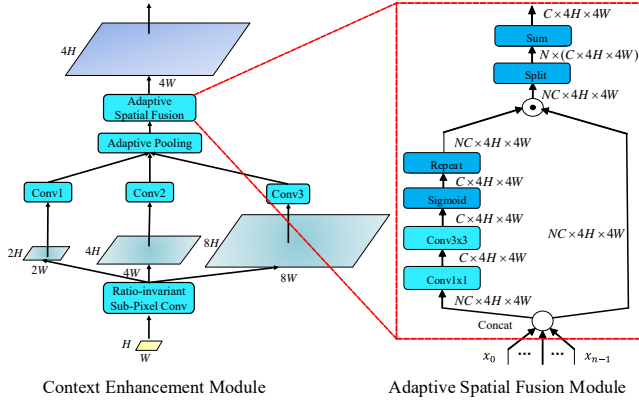 4H
4W
Adaptive
Spatial Fusion
Adaptive Pooling
Conv1
Conv2
Conv3
2H
2W
4H
4W
8H
8W
Ratio-invariant
Sub-Pixel Conv
H
W
Context Enhancement Module
C × 4H × 4W
Sum
N × (C × 4H × 4W)
Split
NC × 4H × 4W
NC × 4H × 4W
Repeat
C × 4H × 4W
Sigmoid
C × 4H × 4W
Conv3x3
C × 4H × 4W
Conv1x1
NC × 4H × 4W
NC × 4H × 4W
Concat
x₀ ··· ··· xₙ₋₁
Adaptive Spatial Fusion Module